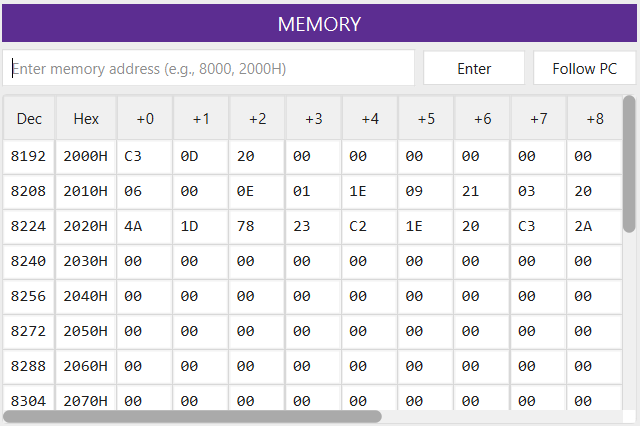 MEMORY
Enter memory address (e.g., 8000, 2000H) Enter Follow PC
Dec Hex +0 +1 +2 +3 +4 +5 +6 +7 +8
8192 2000H C3 0D 20 00 00 00 00 00 00
8208 2010H 06 00 0E 01 1E 09 21 03 20
8224 2020H 4A 1D 78 23 C2 1E 20 C3 2A
8240 2030H 00 00 00 00 00 00 00 00 00
8256 2040H 00 00 00 00 00 00 00 00 00
8272 2050H 00 00 00 00 00 00 00 00 00
8288 2060H 00 00 00 00 00 00 00 00 00
8304 2070H 00 00 00 00 00 00 00 00 00